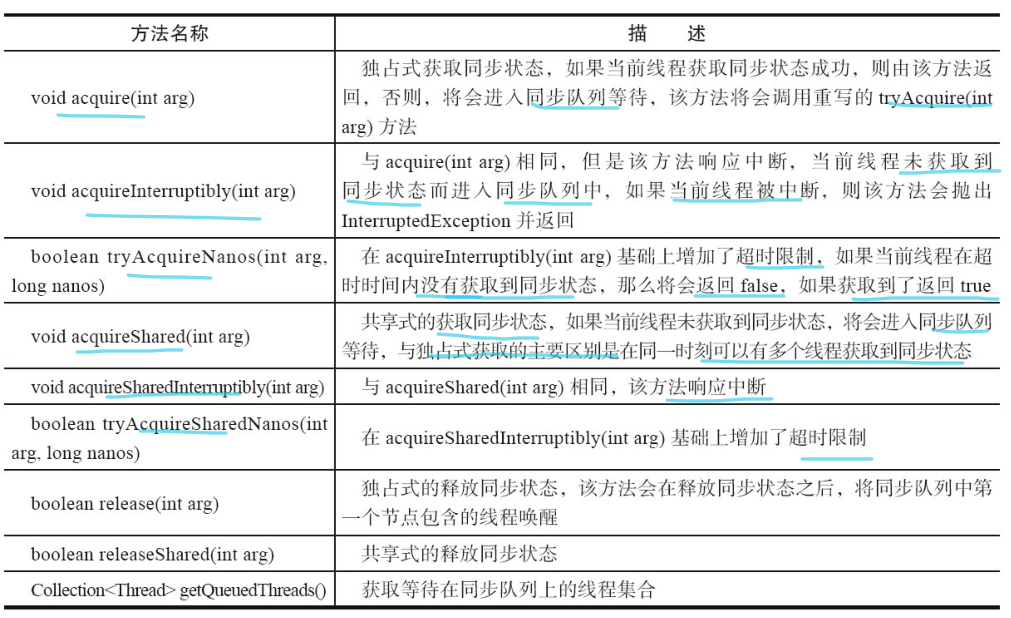 方法名称 描 述
void acquire(int arg)
独占式获取同步状态，如果当前线程获取同步状态成功，则由该方法返
回，否则，将会进入同步队列等待，该方法将会调用重写的 tryAcquire(int
arg) 方法
void acquireInterruptibly(int arg)
与 acquire(int arg) 相同，但是该方法响应中断，当前线程未获取到
同步状态而进入同步队列中，如果当前线程被中断，则该方法会抛出
InterruptedException 并返回
boolean tryAcquireNanos(int arg,
long nanos)
在 acquireInterruptibly(int arg) 基础上增加了超时限制，如果当前线程在超
时时间内没有获取到同步状态，那么将会返回 false，如果获取到了返回 true
void acquireShared(int arg)
共享式的获取同步状态，如果当前线程未获取到同步状态，将会进入同步队列
等待，与独占式获取的主要区别是在同一时刻可以有多个线程获取到同步状态
void acquireSharedInterruptibly(int arg)
与 acquireShared(int arg) 相同，该方法响应中断
boolean tryAcquireSharedNanos(int
arg, long nanos)
在 acquireSharedInterruptibly(int arg) 基础上增加了超时限制
boolean release(int arg)
独占式的释放同步状态，该方法会在释放同步状态之后，将同步队列中第
一个节点包含的线程唤醒
boolean releaseShared(int arg)
共享式的释放同步状态
Collection<Thread> getQueuedThreads()
获取等待在同步队列上的线程集合